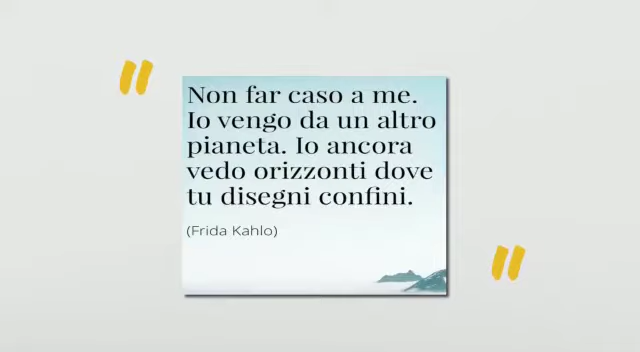 Non far caso a me.
Io vengo da un altro
pianeta. Io ancora
vedo orizzonti dove
tu disegni confini.
(Frida Kahlo)